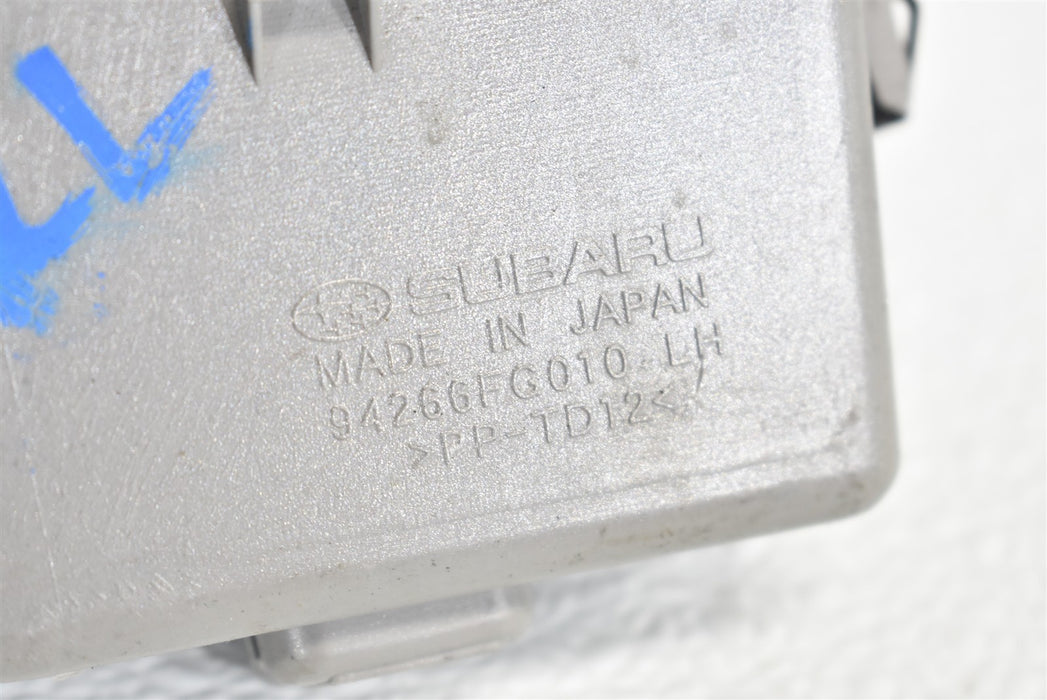 SUBARU
MADE IN JAPAN
94266FG010 LH
>PP-TD12<